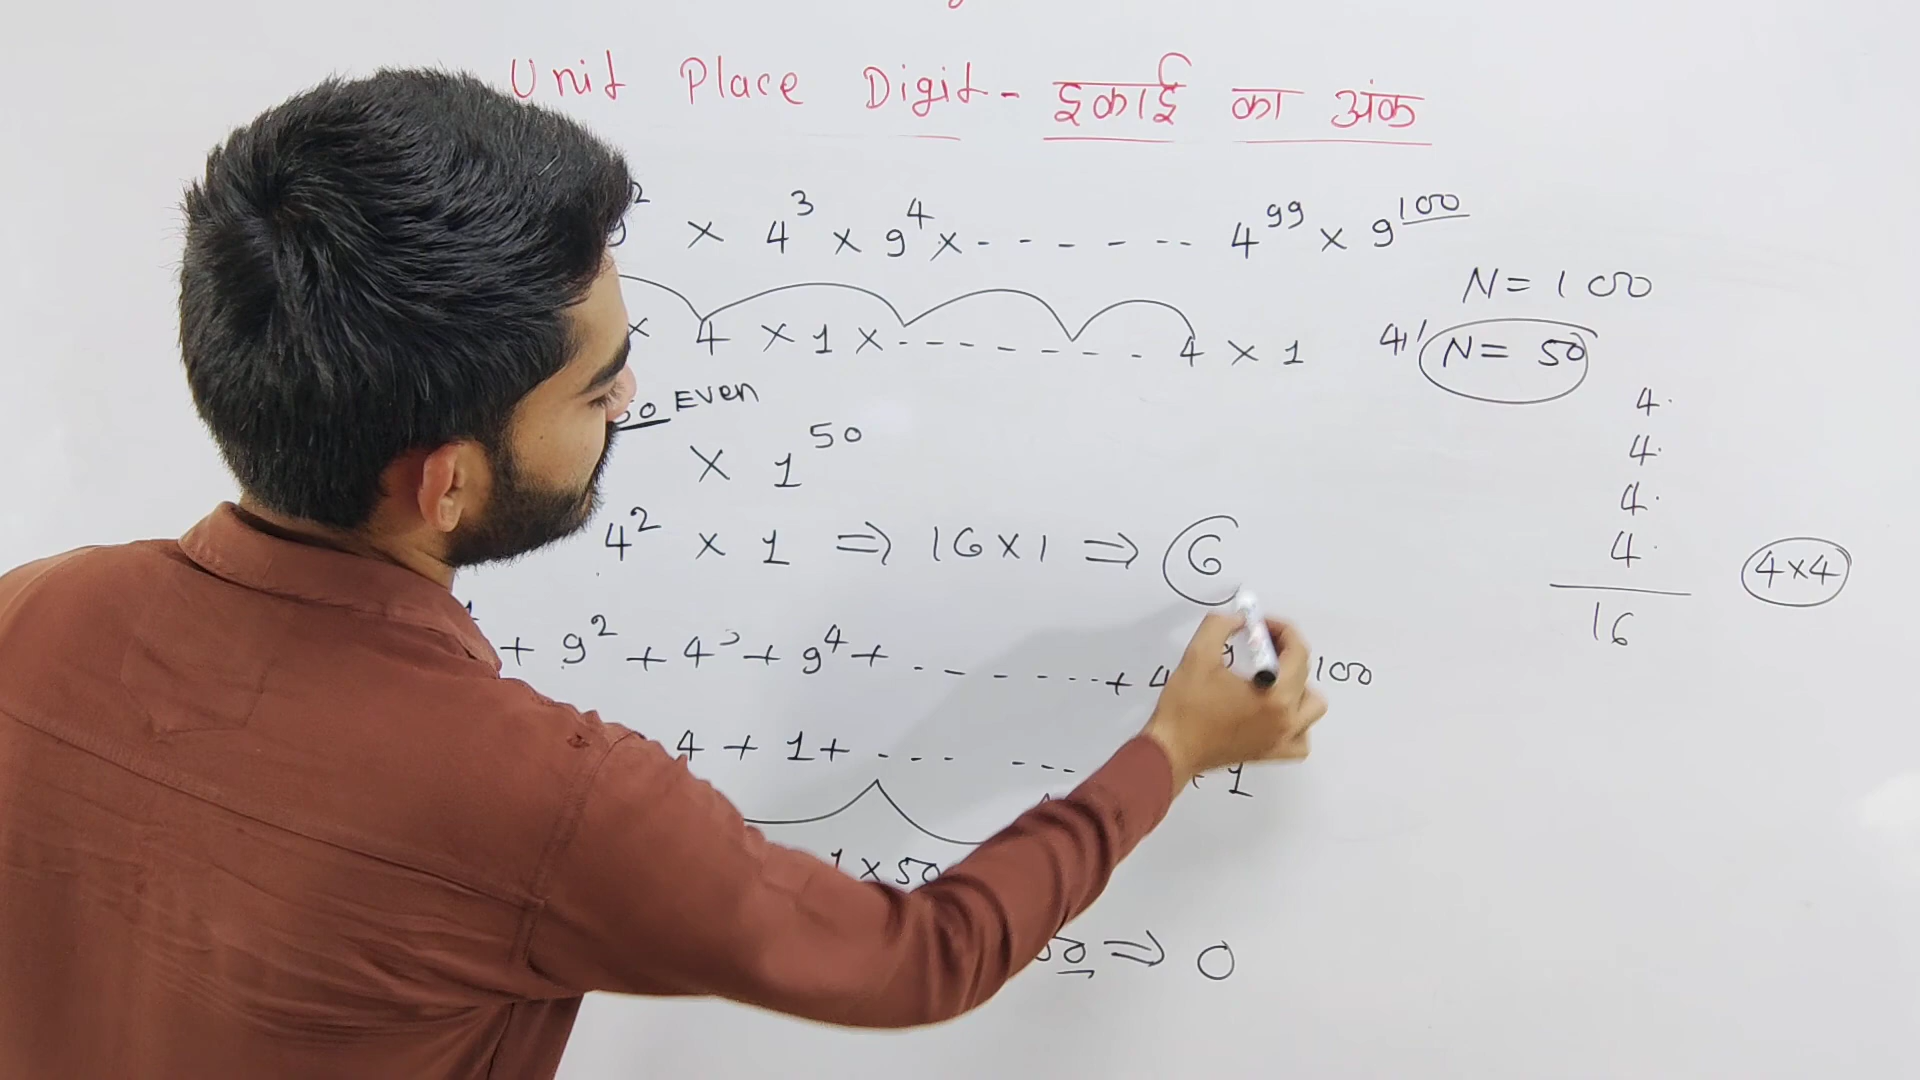 Unit Place Digit - इकाई का अंक
9² × 4³ × 9⁴ × - - - - - - 4⁹⁹ × 9¹⁰⁰
N = 100
× 4 × 1 × - - - - - - - 4 × 1
N = 50
50 Even
× 1⁵⁰
4² × 1 ⇒ 16 × 1 ⇒ 6
4
4
4
4
16
4×4
+ 9² + 4³ + 9⁴ + - - - - - - + 4 100
4 + 1 + - - - - - - + 1
1 × 50
⇒ 0